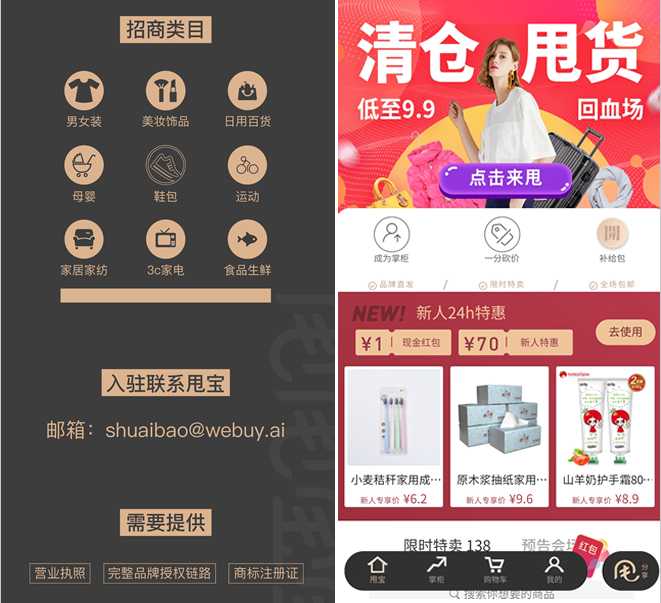 招商类目
男女装
美妆饰品
日用百货
母婴
鞋包
运动
家居家纺
3c家电
食品生鲜
入驻联系甩宝
邮箱：shuaibao@webuy.ai
需要提供
营业执照
完整品牌授权链路
商标注册证
清仓 甩货
低至9.9 回血场
点击来甩
成为掌柜
一分砍价
開
补给包
品牌直发 / 限时特卖 / 全场包邮
NEW! 新人24h特惠
¥1 现金红包
¥70 新人特惠
去使用
小麦秸秆家用成…
新人专享价 ¥6.2
原木浆抽纸家用…
新人专享价 ¥9.6
2支装
山羊奶护手霜80…
新人专享价 ¥8.9
限时特卖 138
预告会场
红包
甩宝
掌柜
购物车
我的
甩
分享
搜索你想要的商品